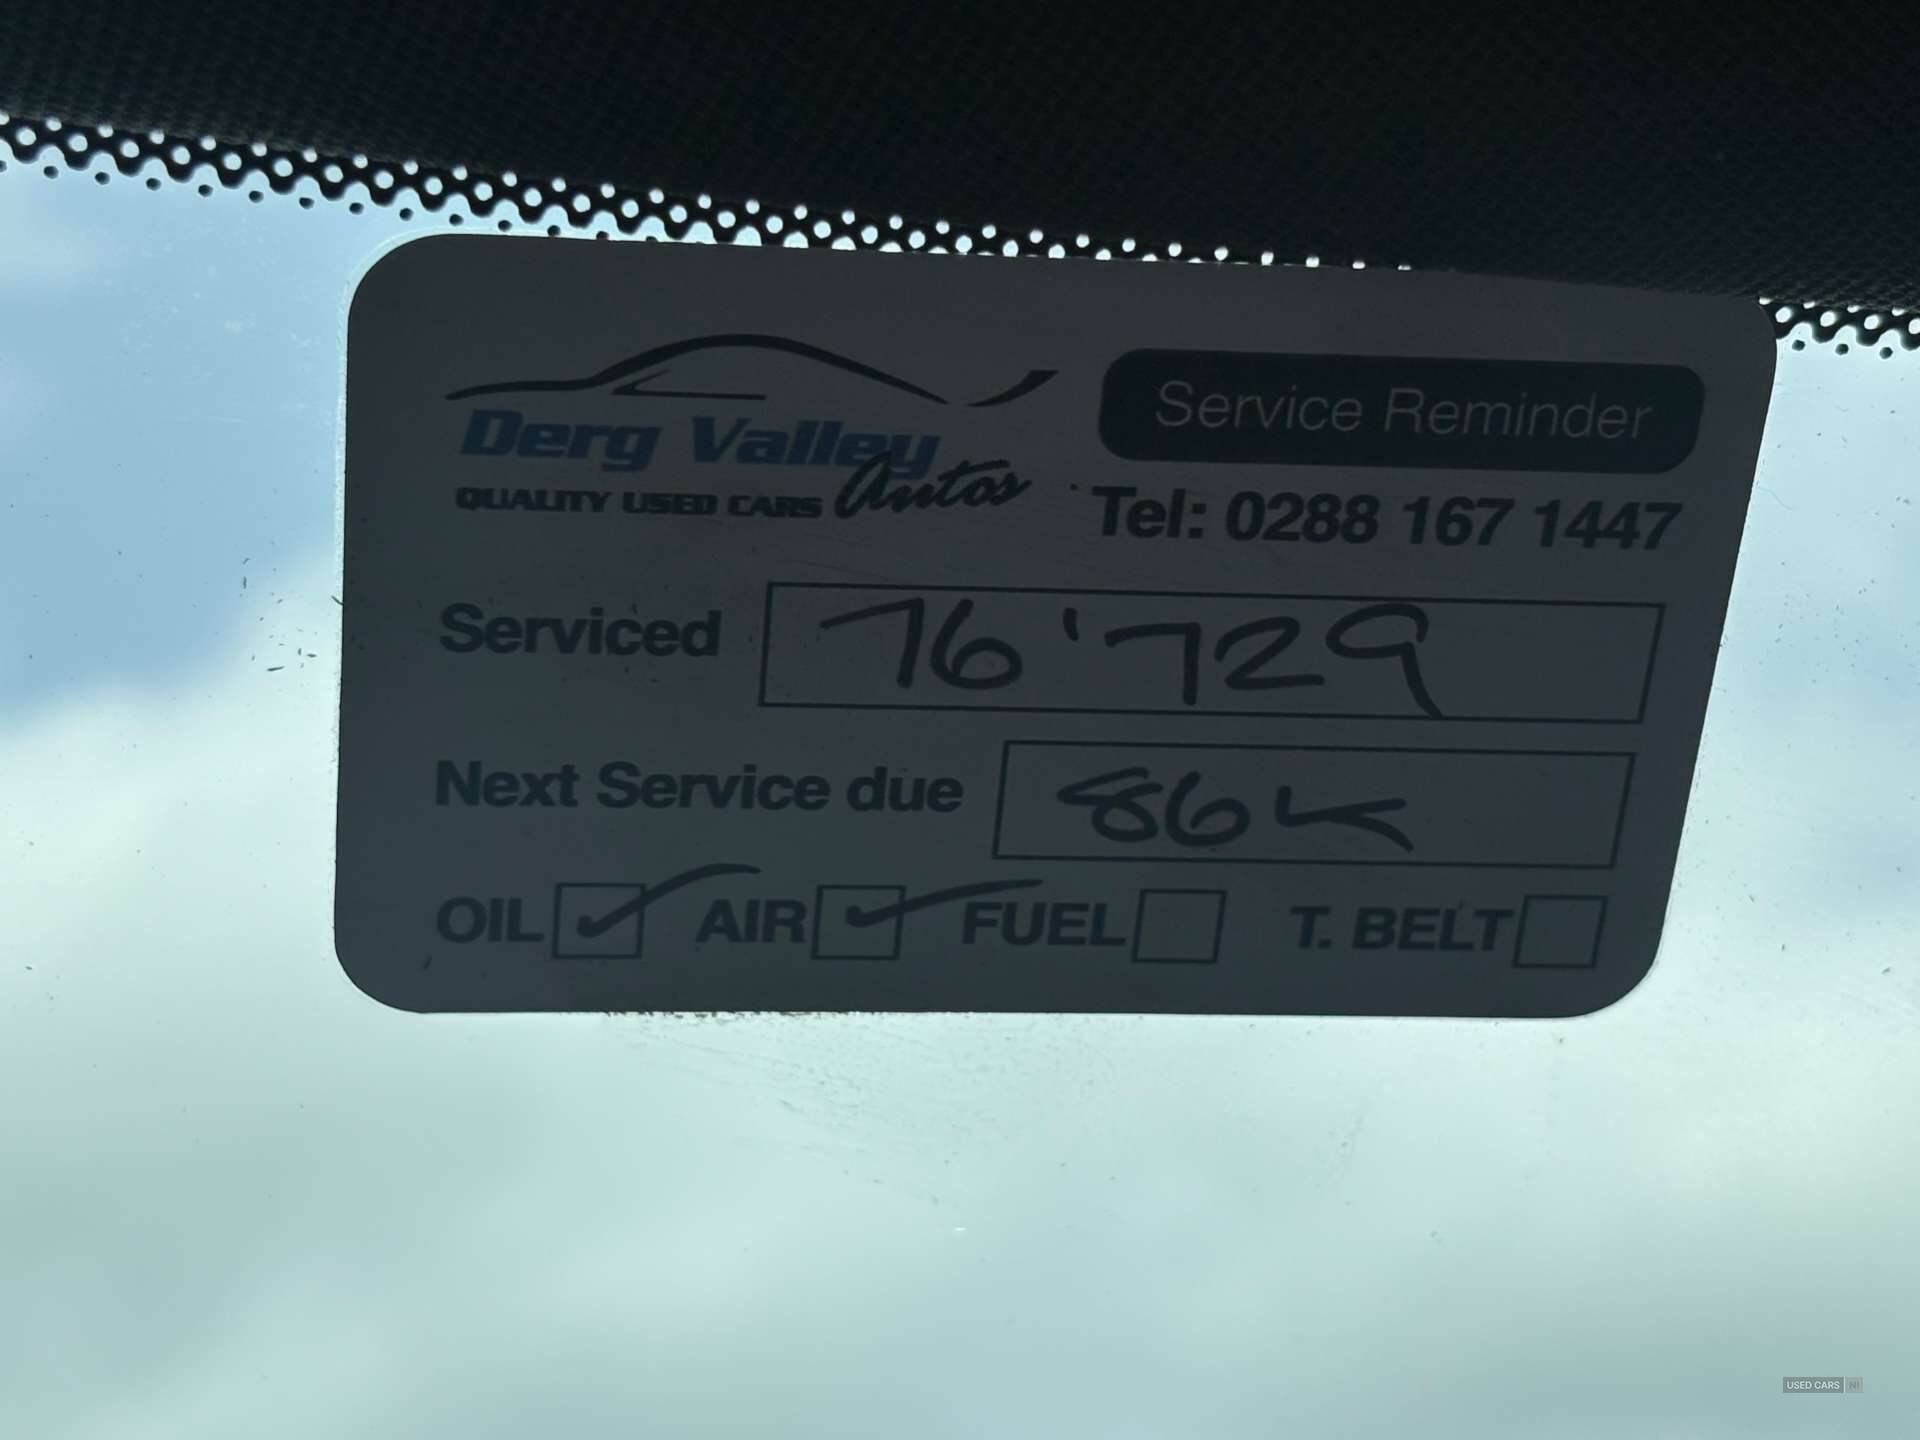 Derg Valley
Autos
QUALITY USED CARS
Service Reminder
Tel: 0288 167 1447
Serviced 76'729
Next Service due 86K
OIL ✓ AIR ✓ FUEL T. BELT
USED CARS NI